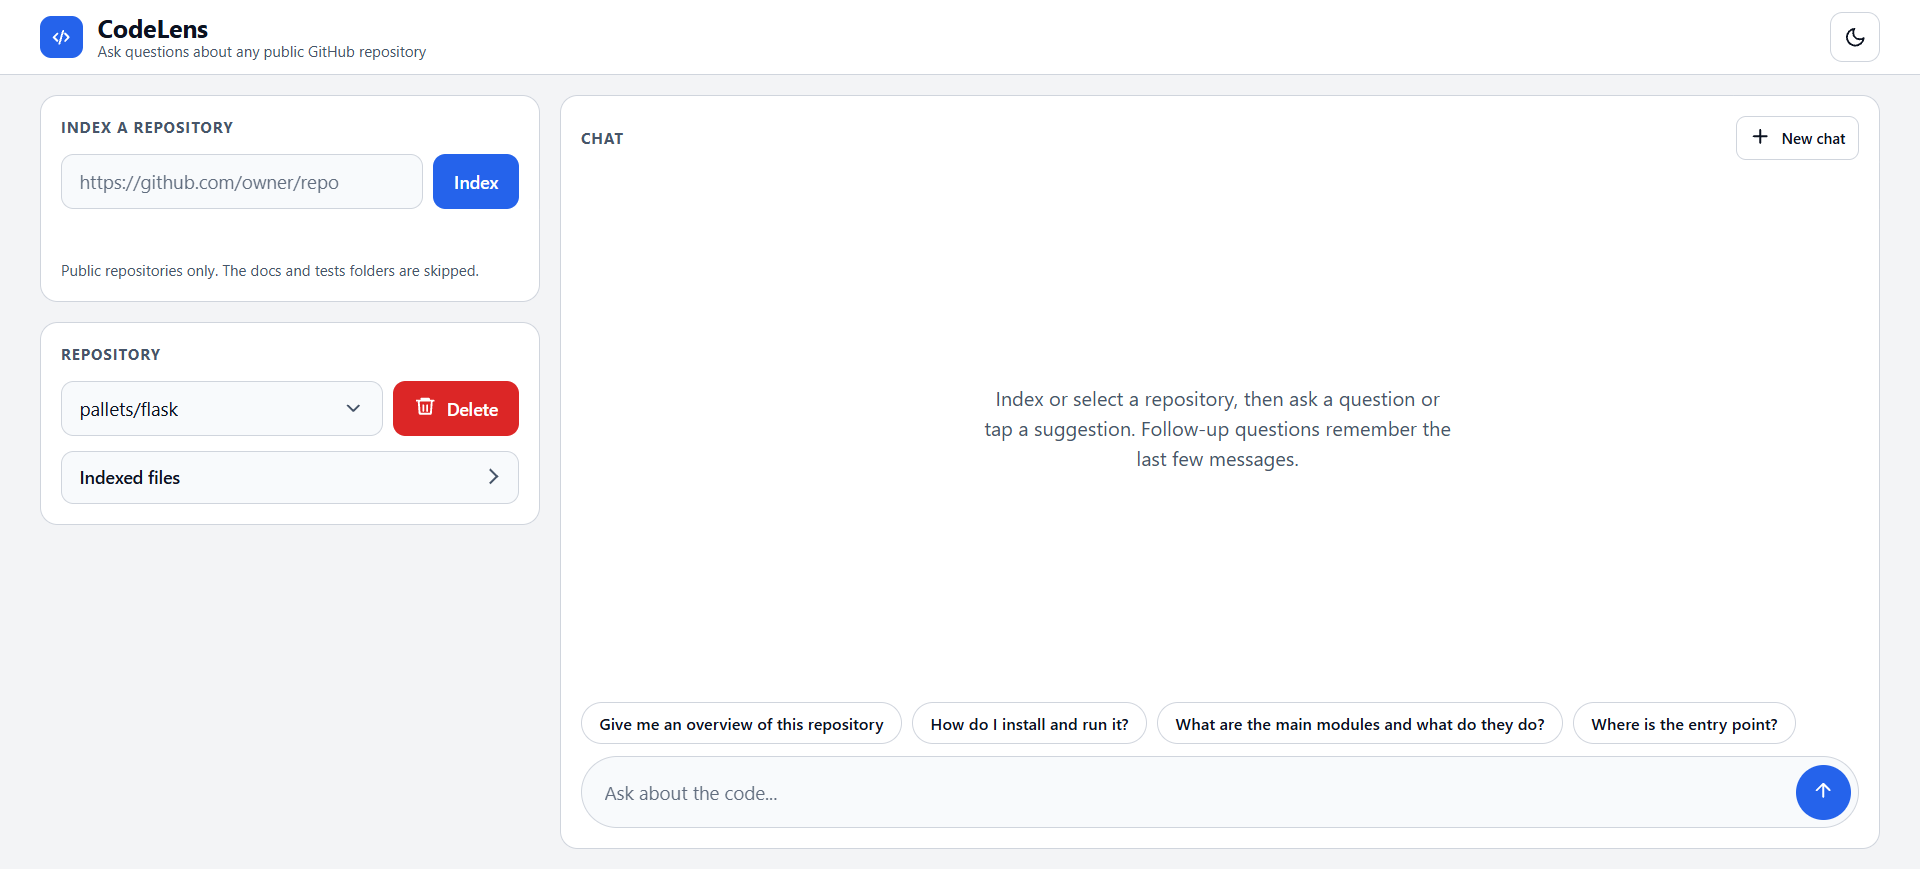 CodeLens
Ask questions about any public GitHub repository
INDEX A REPOSITORY
https://github.com/owner/repo
Index
Public repositories only. The docs and tests folders are skipped.
REPOSITORY
pallets/flask
Delete
Indexed files
CHAT
New chat
Index or select a repository, then ask a question or
tap a suggestion. Follow-up questions remember the
last few messages.
Give me an overview of this repository
How do I install and run it?
What are the main modules and what do they do?
Where is the entry point?
Ask about the code...